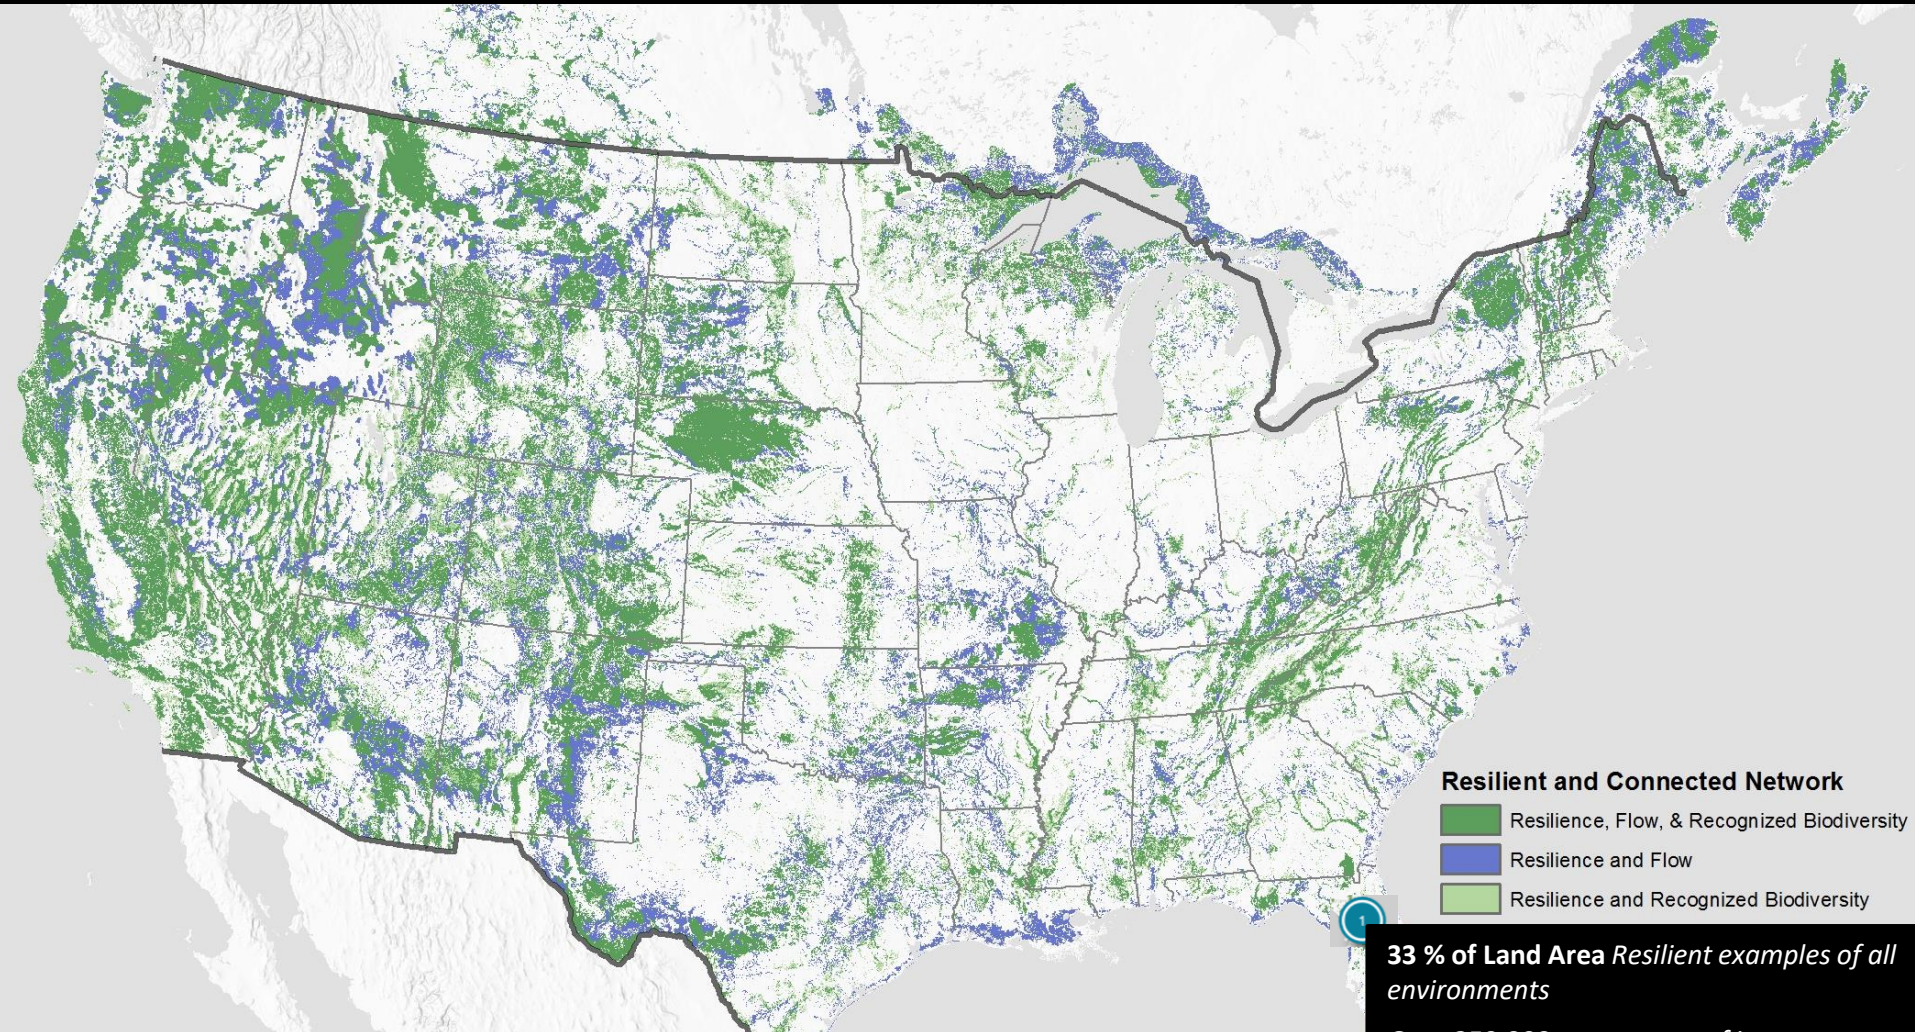 Resilient and Connected Network
Resilience, Flow, & Recognized Biodiversity
Resilience and Flow
Resilience and Recognized Biodiversity
1
33 % of Land Area Resilient examples of all
environments